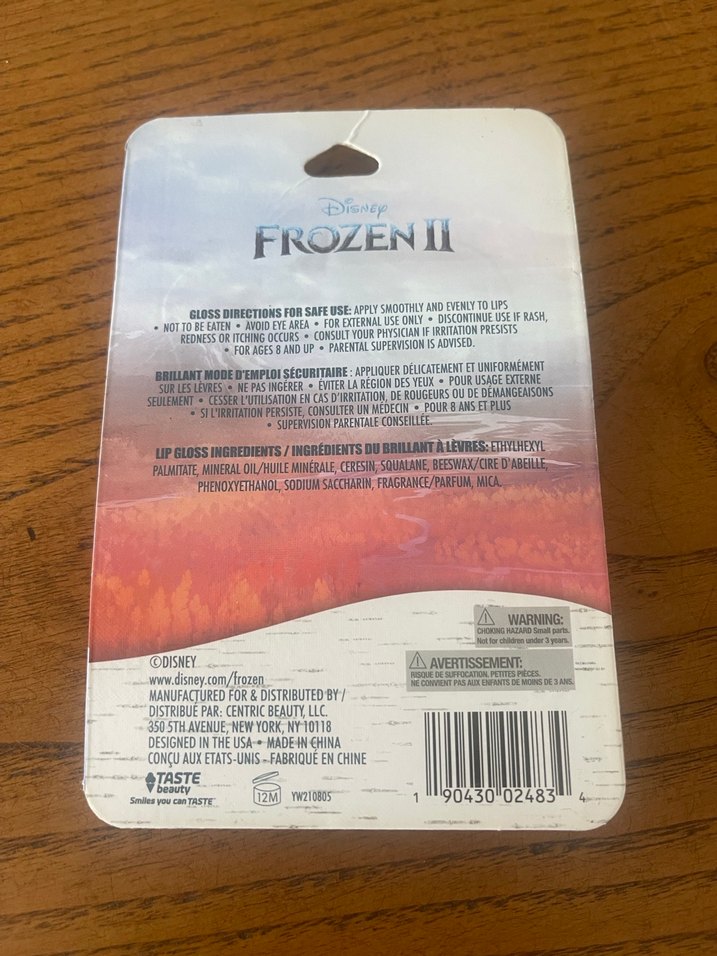 Disney
FROZEN II
GLOSS DIRECTIONS FOR SAFE USE: APPLY SMOOTHLY AND EVENLY TO LIPS
• NOT TO BE EATEN • AVOID EYE AREA • FOR EXTERNAL USE ONLY • DISCONTINUE USE IF RASH,
REDNESS OR ITCHING OCCURS • CONSULT YOUR PHYSICIAN IF IRRITATION PRESISTS
• FOR AGES 8 AND UP • PARENTAL SUPERVISION IS ADVISED.
BRILLANT MODE D'EMPLOI SÉCURITAIRE : APPLIQUER DÉLICATEMENT ET UNIFORMÉMENT
SUR LES LÈVRES • NE PAS INGÉRER • ÉVITER LA RÉGION DES YEUX • POUR USAGE EXTERNE
SEULEMENT • CESSER L'UTILISATION EN CAS D'IRRITATION, DE ROUGEURS OU DE DÉMANGEAISONS
• SI L'IRRITATION PERSISTE, CONSULTER UN MÉDECIN • POUR 8 ANS ET PLUS
• SUPERVISION PARENTALE CONSEILLÉE.
LIP GLOSS INGREDIENTS / INGRÉDIENTS DU BRILLANT À LÈVRES: ETHYLHEXYL
PALMITATE, MINERAL OIL/HUILE MINÉRALE, CERESIN, SQUALANE, BEESWAX/CIRE D'ABEILLE,
PHENOXYETHANOL, SODIUM SACCHARIN, FRAGRANCE/PARFUM, MICA.
WARNING:
CHOKING HAZARD Small parts.
Not for children under 3 years.
AVERTISSEMENT:
RISQUE DE SUFFOCATION. PETITES PIÈCES.
NE CONVIENT PAS AUX ENFANTS DE MOINS DE 3 ANS.
©DISNEY
www.disney.com/frozen
MANUFACTURED FOR & DISTRIBUTED BY /
DISTRIBUÉ PAR: CENTRIC BEAUTY, LLC.
350 5TH AVENUE, NEW YORK, NY 10118
DESIGNED IN THE USA • MADE IN CHINA
CONÇU AUX ETATS-UNIS - FABRIQUÉ EN CHINE
TASTE
beauty
Smiles you can TASTE™
12M
YW210805
1 90430 02483 4